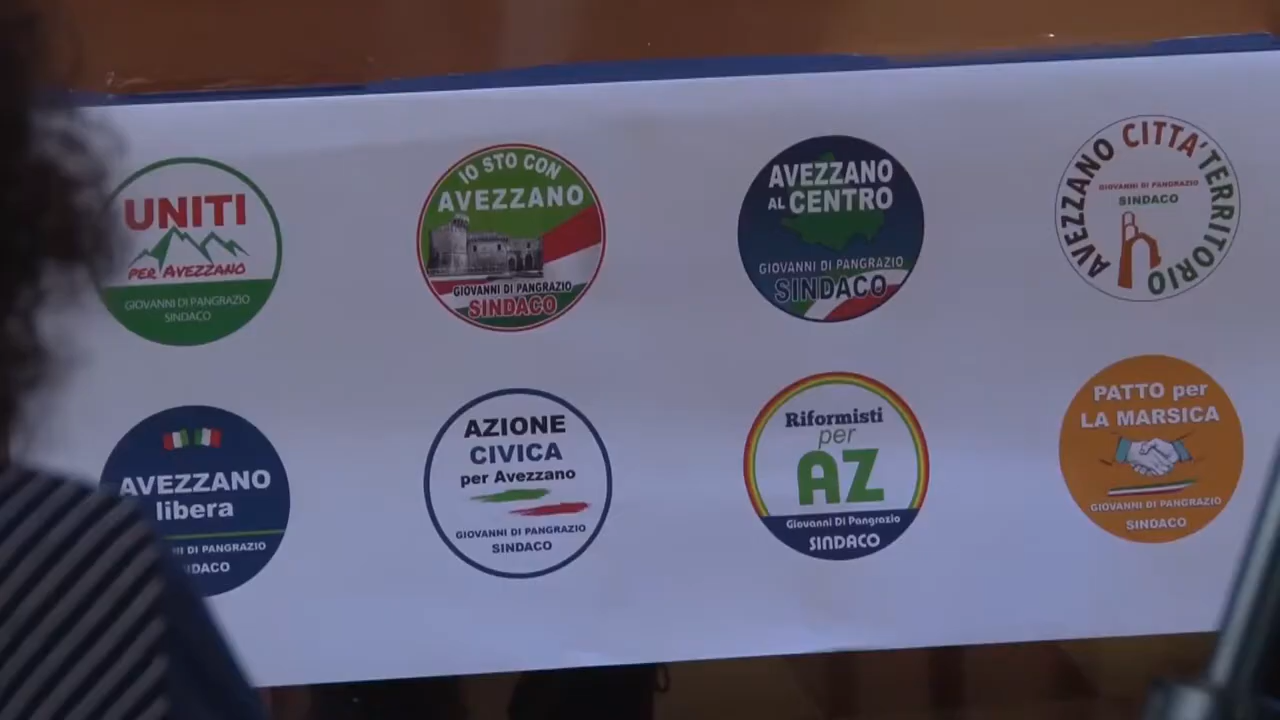 UNITI
PER AVEZZANO
GIOVANNI DI PANGRAZIO
SINDACO
IO STO CON
AVEZZANO
GIOVANNI DI PANGRAZIO
SINDACO
AVEZZANO
AL CENTRO
GIOVANNI DI PANGRAZIO
SINDACO
AVEZZANO CITTA' TERRITORIO
GIOVANNI DI PANGRAZIO
SINDACO
AVEZZANO
libera
DI PANGRAZIO
AZIONE
CIVICA
per Avezzano
GIOVANNI DI PANGRAZIO
SINDACO
Riformisti
per
AZ
Giovanni Di Pangrazio
SINDACO
PATTO per
LA MARSICA
GIOVANNI DI PANGRAZIO
SINDACO